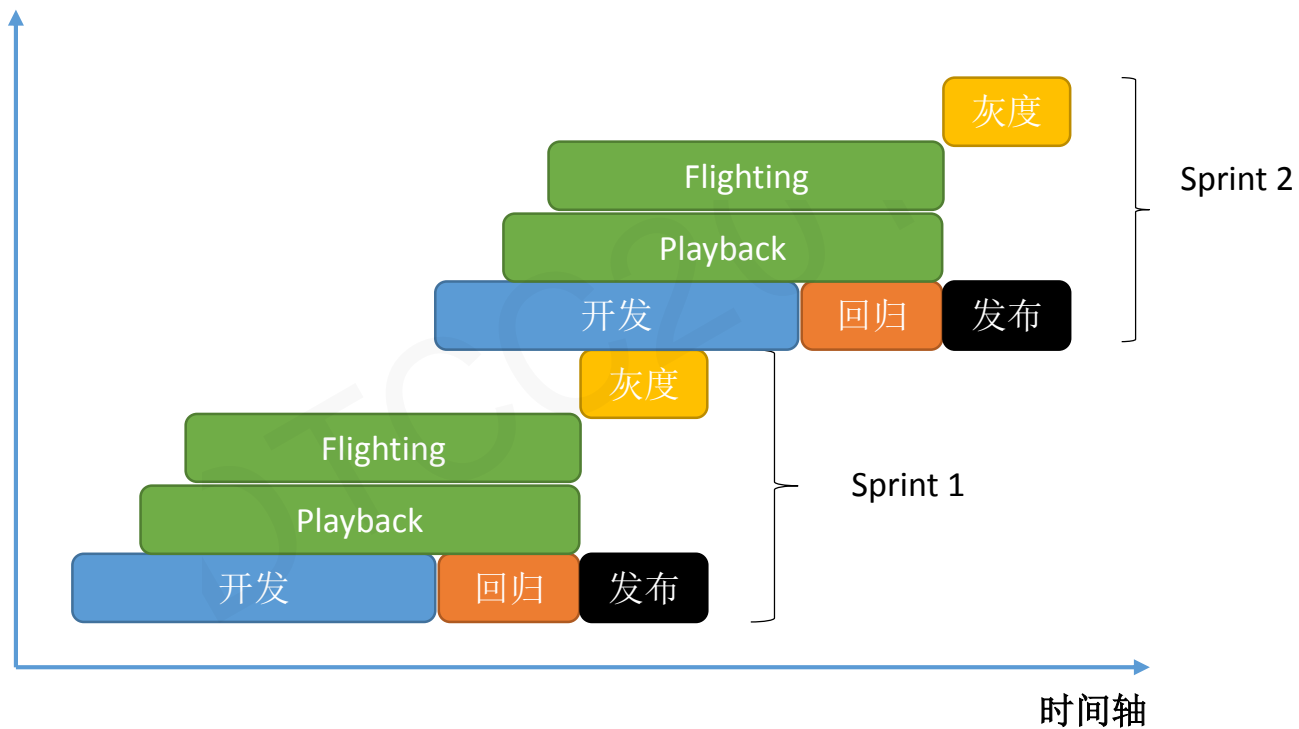 灰度
Flighting
Sprint 2
Playback
开发
回归
发布
灰度
Flighting
Sprint 1
Playback
开发
回归
发布
时间轴